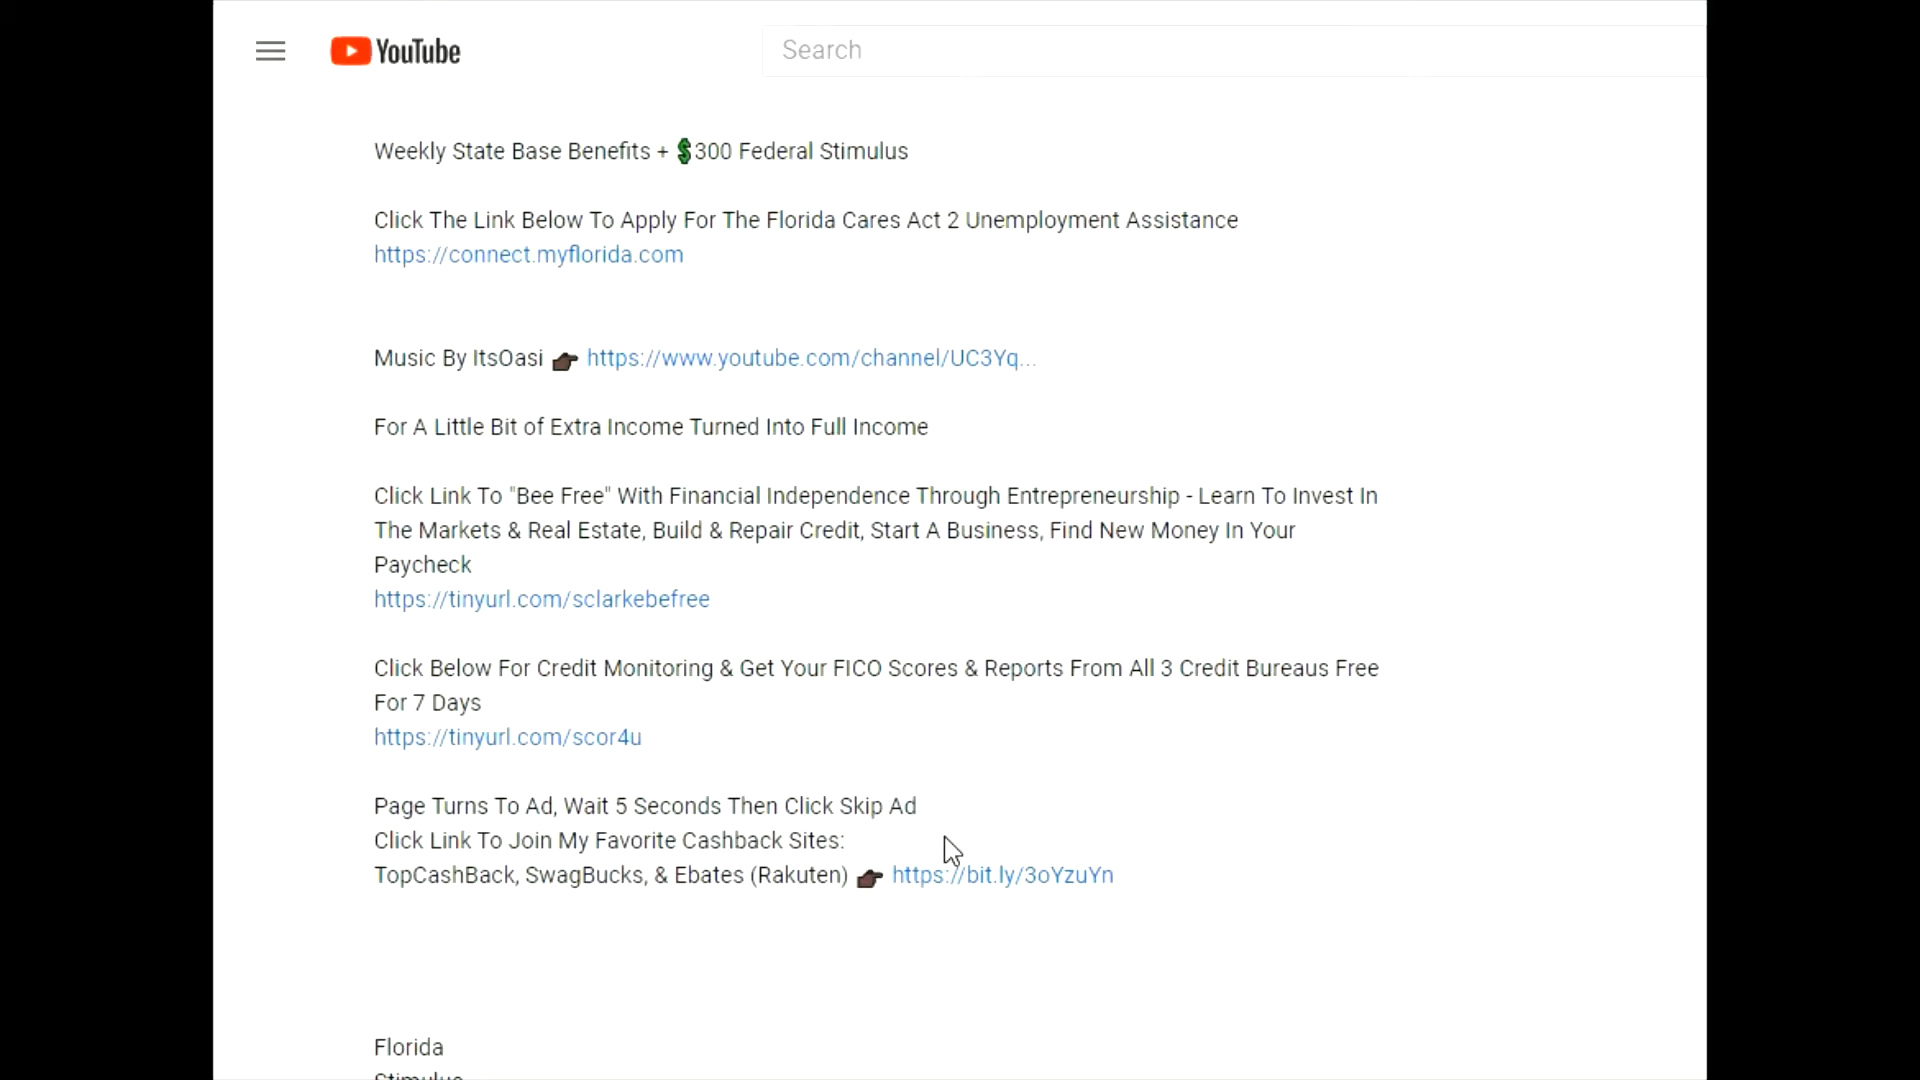 YouTube
Search
Weekly State Base Benefits + 💲300 Federal Stimulus
Click The Link Below To Apply For The Florida Cares Act 2 Unemployment Assistance
https://connect.myflorida.com
Music By ItsOasi 👉🏿 https://www.youtube.com/channel/UC3Yq...
For A Little Bit of Extra Income Turned Into Full Income
Click Link To "Bee Free" With Financial Independence Through Entrepreneurship - Learn To Invest In
The Markets & Real Estate, Build & Repair Credit, Start A Business, Find New Money In Your
Paycheck
https://tinyurl.com/sclarkebefree
Click Below For Credit Monitoring & Get Your FICO Scores & Reports From All 3 Credit Bureaus Free
For 7 Days
https://tinyurl.com/scor4u
Page Turns To Ad, Wait 5 Seconds Then Click Skip Ad
Click Link To Join My Favorite Cashback Sites:
TopCashBack, SwagBucks, & Ebates (Rakuten) 👉🏿 https://bit.ly/3oYzuYn
Florida
Stimulus